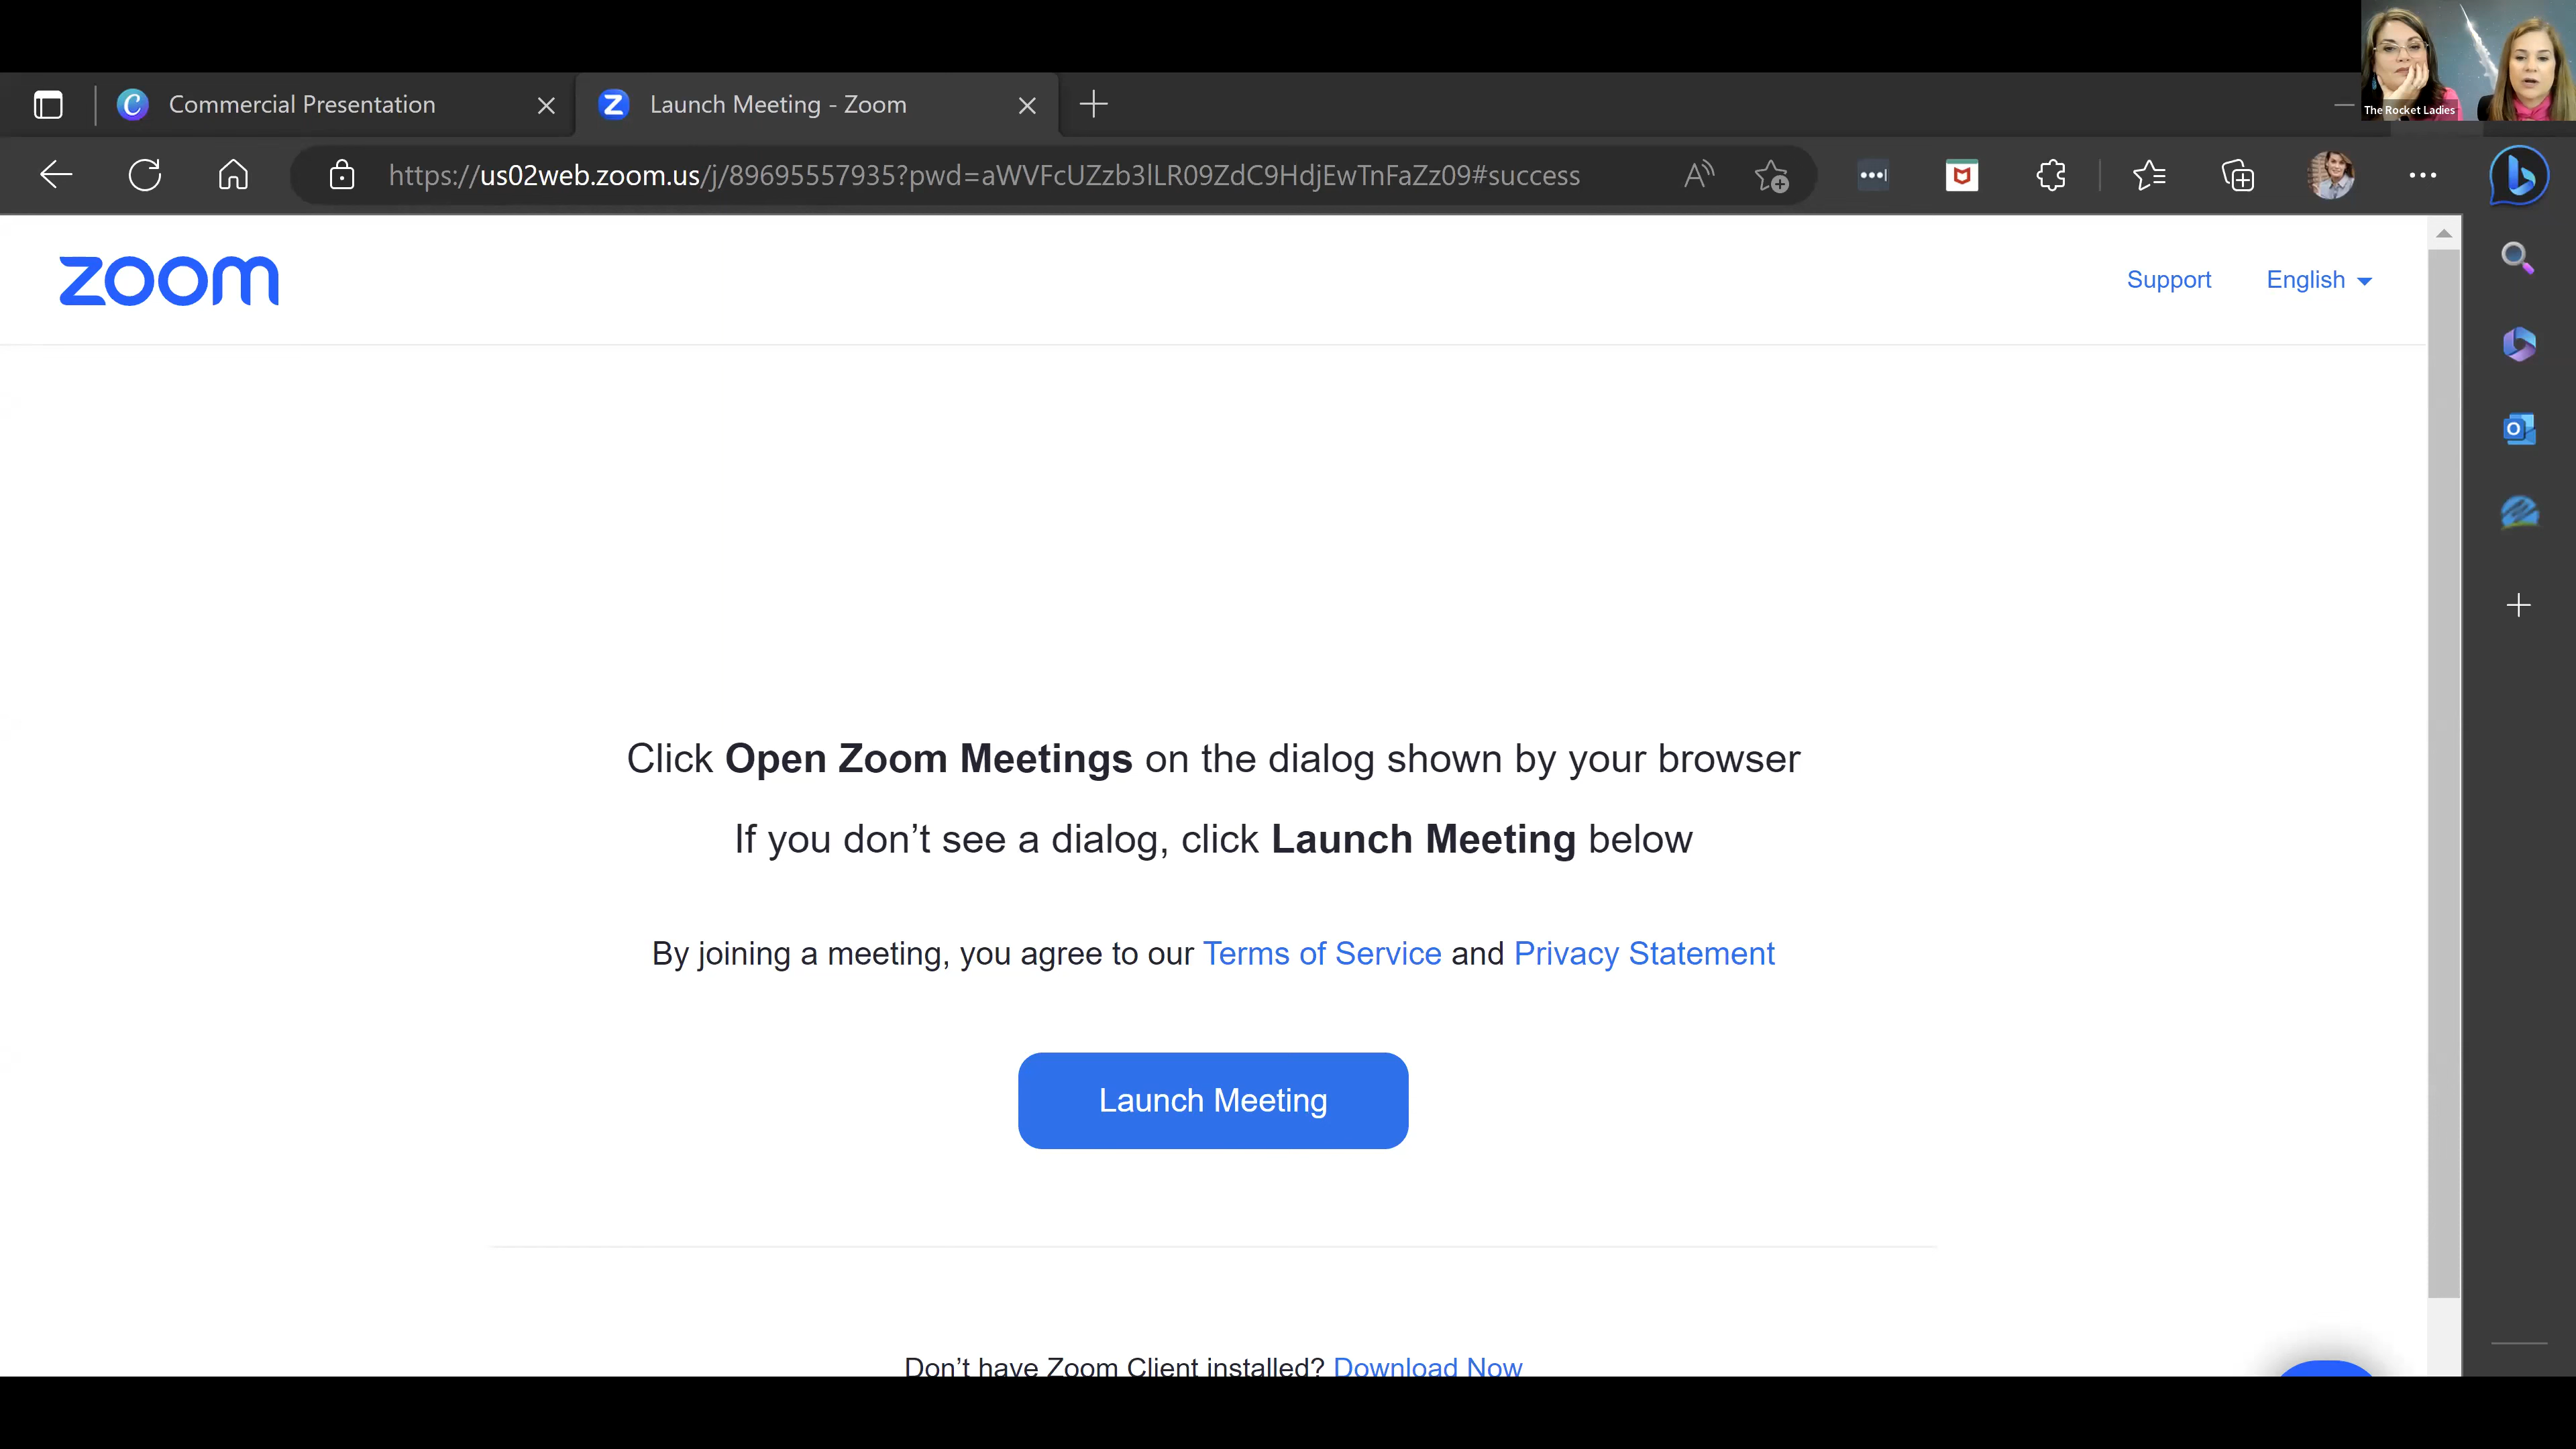 The Rocket Ladies
Commercial Presentation
Launch Meeting - Zoom
https://us02web.zoom.us/j/89695557935?pwd=aWVFcUZzb3lLR09ZdC9HdjEwTnFaZz09#success
zoom
Support
English
Click Open Zoom Meetings on the dialog shown by your browser
If you don’t see a dialog, click Launch Meeting below
By joining a meeting, you agree to our Terms of Service and Privacy Statement
Launch Meeting
Don’t have Zoom Client installed? Download Now